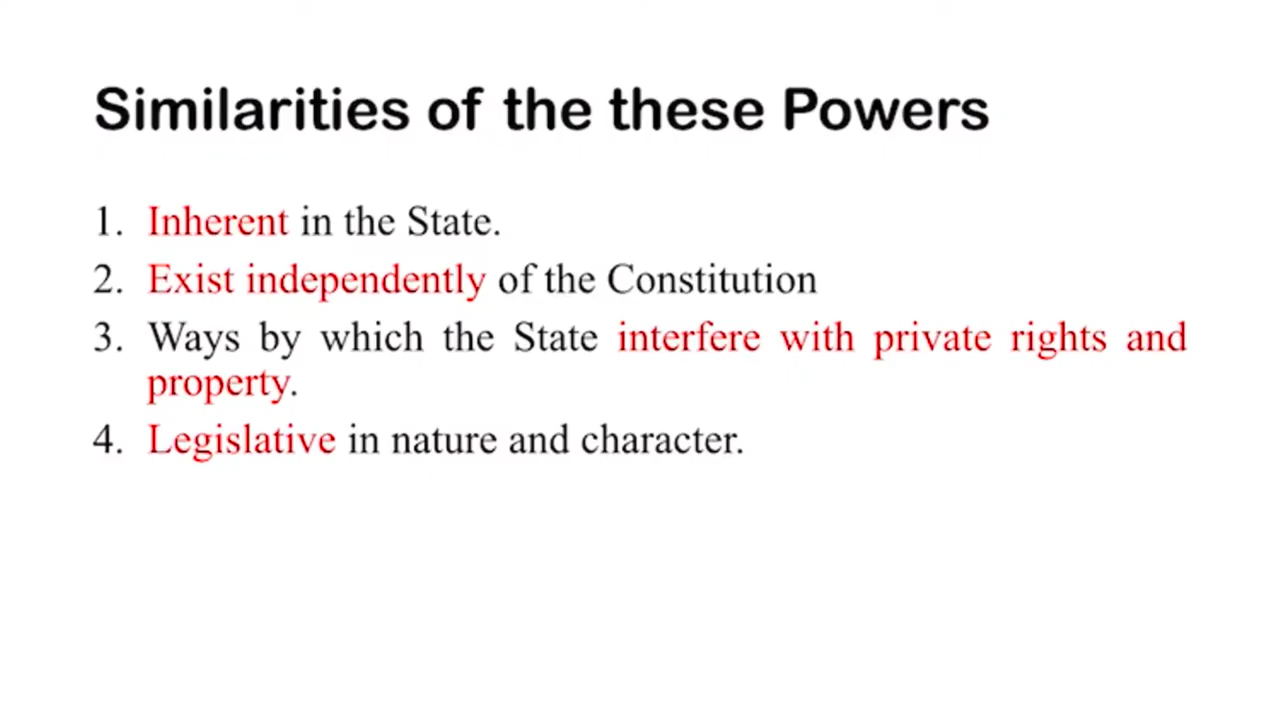 Similarities of the these Powers
1. Inherent in the State.
2. Exist independently of the Constitution
3. Ways by which the State interfere with private rights and
property.
4. Legislative in nature and character.